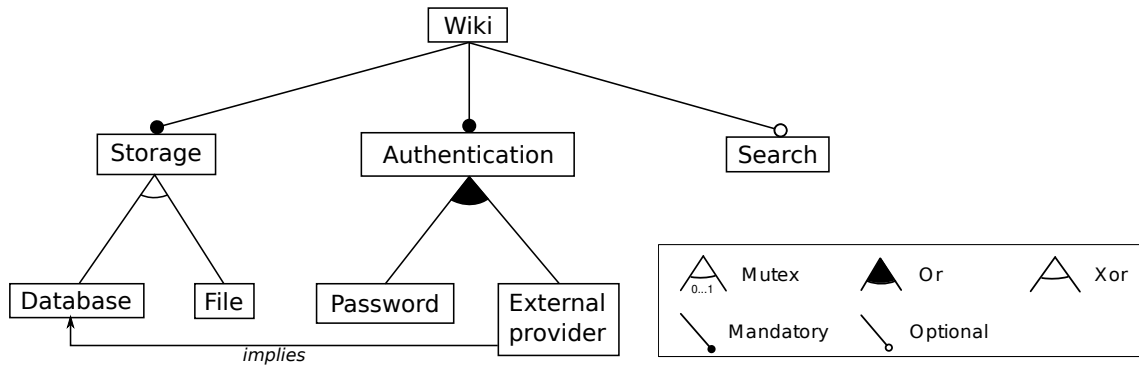 Wiki
Storage
Authentication
Search
Database
File
Password
External
provider
implies
Mutex
Or
Xor
0...1
Mandatory
Optional